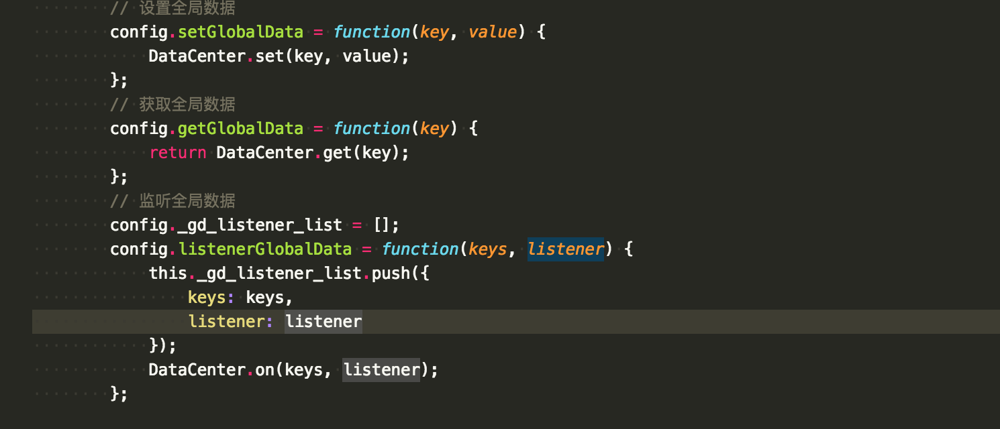 // 设置全局数据
config.setGlobalData = function(key, value) {
DataCenter.set(key, value);
};
// 获取全局数据
config.getGlobalData = function(key) {
return DataCenter.get(key);
};
// 监听全局数据
config._gd_listener_list = [];
config.listenerGlobalData = function(keys, listener) {
this._gd_listener_list.push({
keys: keys,
listener: listener
});
DataCenter.on(keys, listener);
};